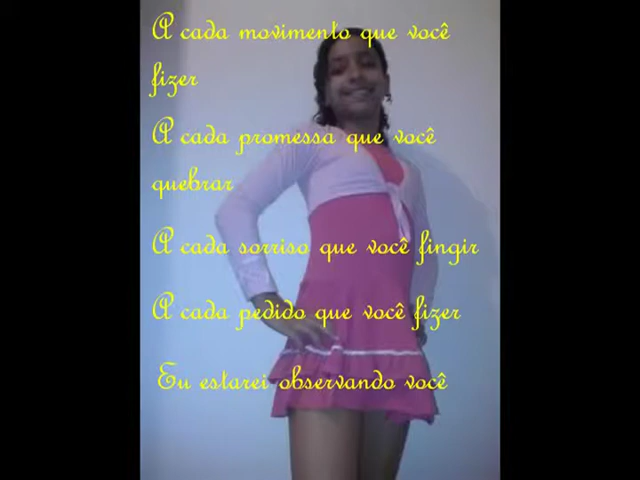 A cada movimento que você
fizer
A cada promessa que você
quebrar
A cada sorriso que você fingir
A cada pedido que você fizer
Eu estarei observando você